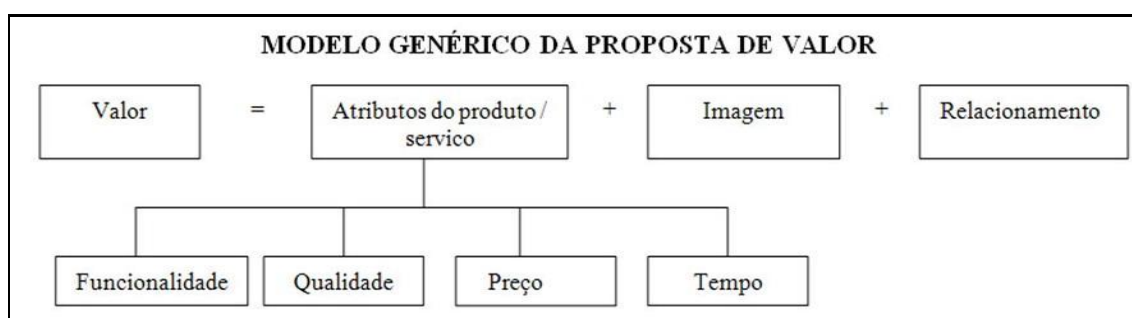 MODELO GENÉRICO DA PROPOSTA DE VALOR
Valor = Atributos do produto / + Imagem + Relacionamento
servico
Funcionalidade Qualidade Preço Tempo